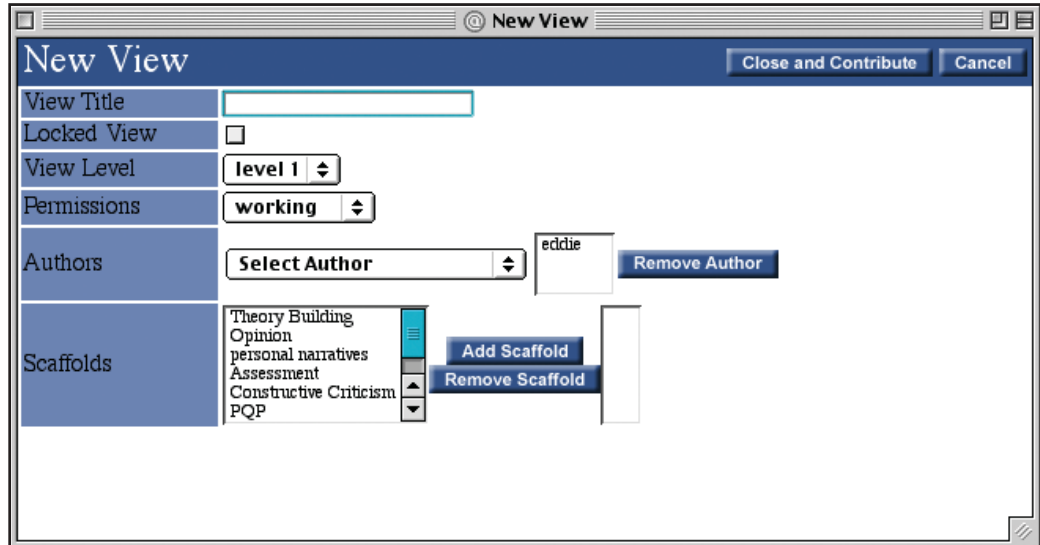 New View
New View
Close and Contribute
Cancel
View Title
Locked View
View Level
level 1
Permissions
working
Authors
Select Author
eddie
Remove Author
Scaffolds
Theory Building
Opinion
personal narratives
Assessment
Constructive Criticism
PQP
Add Scaffold
Remove Scaffold